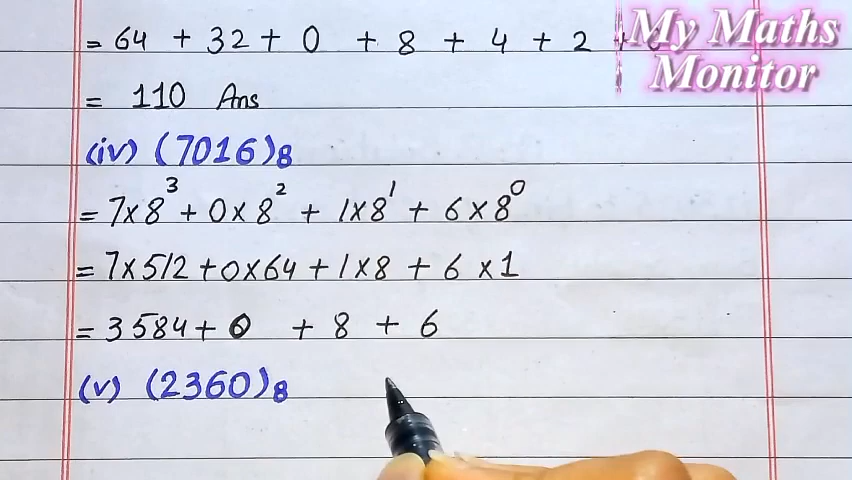 = 64 + 32 + 0 + 8 + 4 + 2 + 0
My Maths
Monitor
= 110 Ans
(iv) (7016)8
= 7×8³ + 0×8² + 1×8¹ + 6×8⁰
= 7×512 + 0×64 + 1×8 + 6×1
= 3584 + 0 + 8 + 6
(v) (2360)8